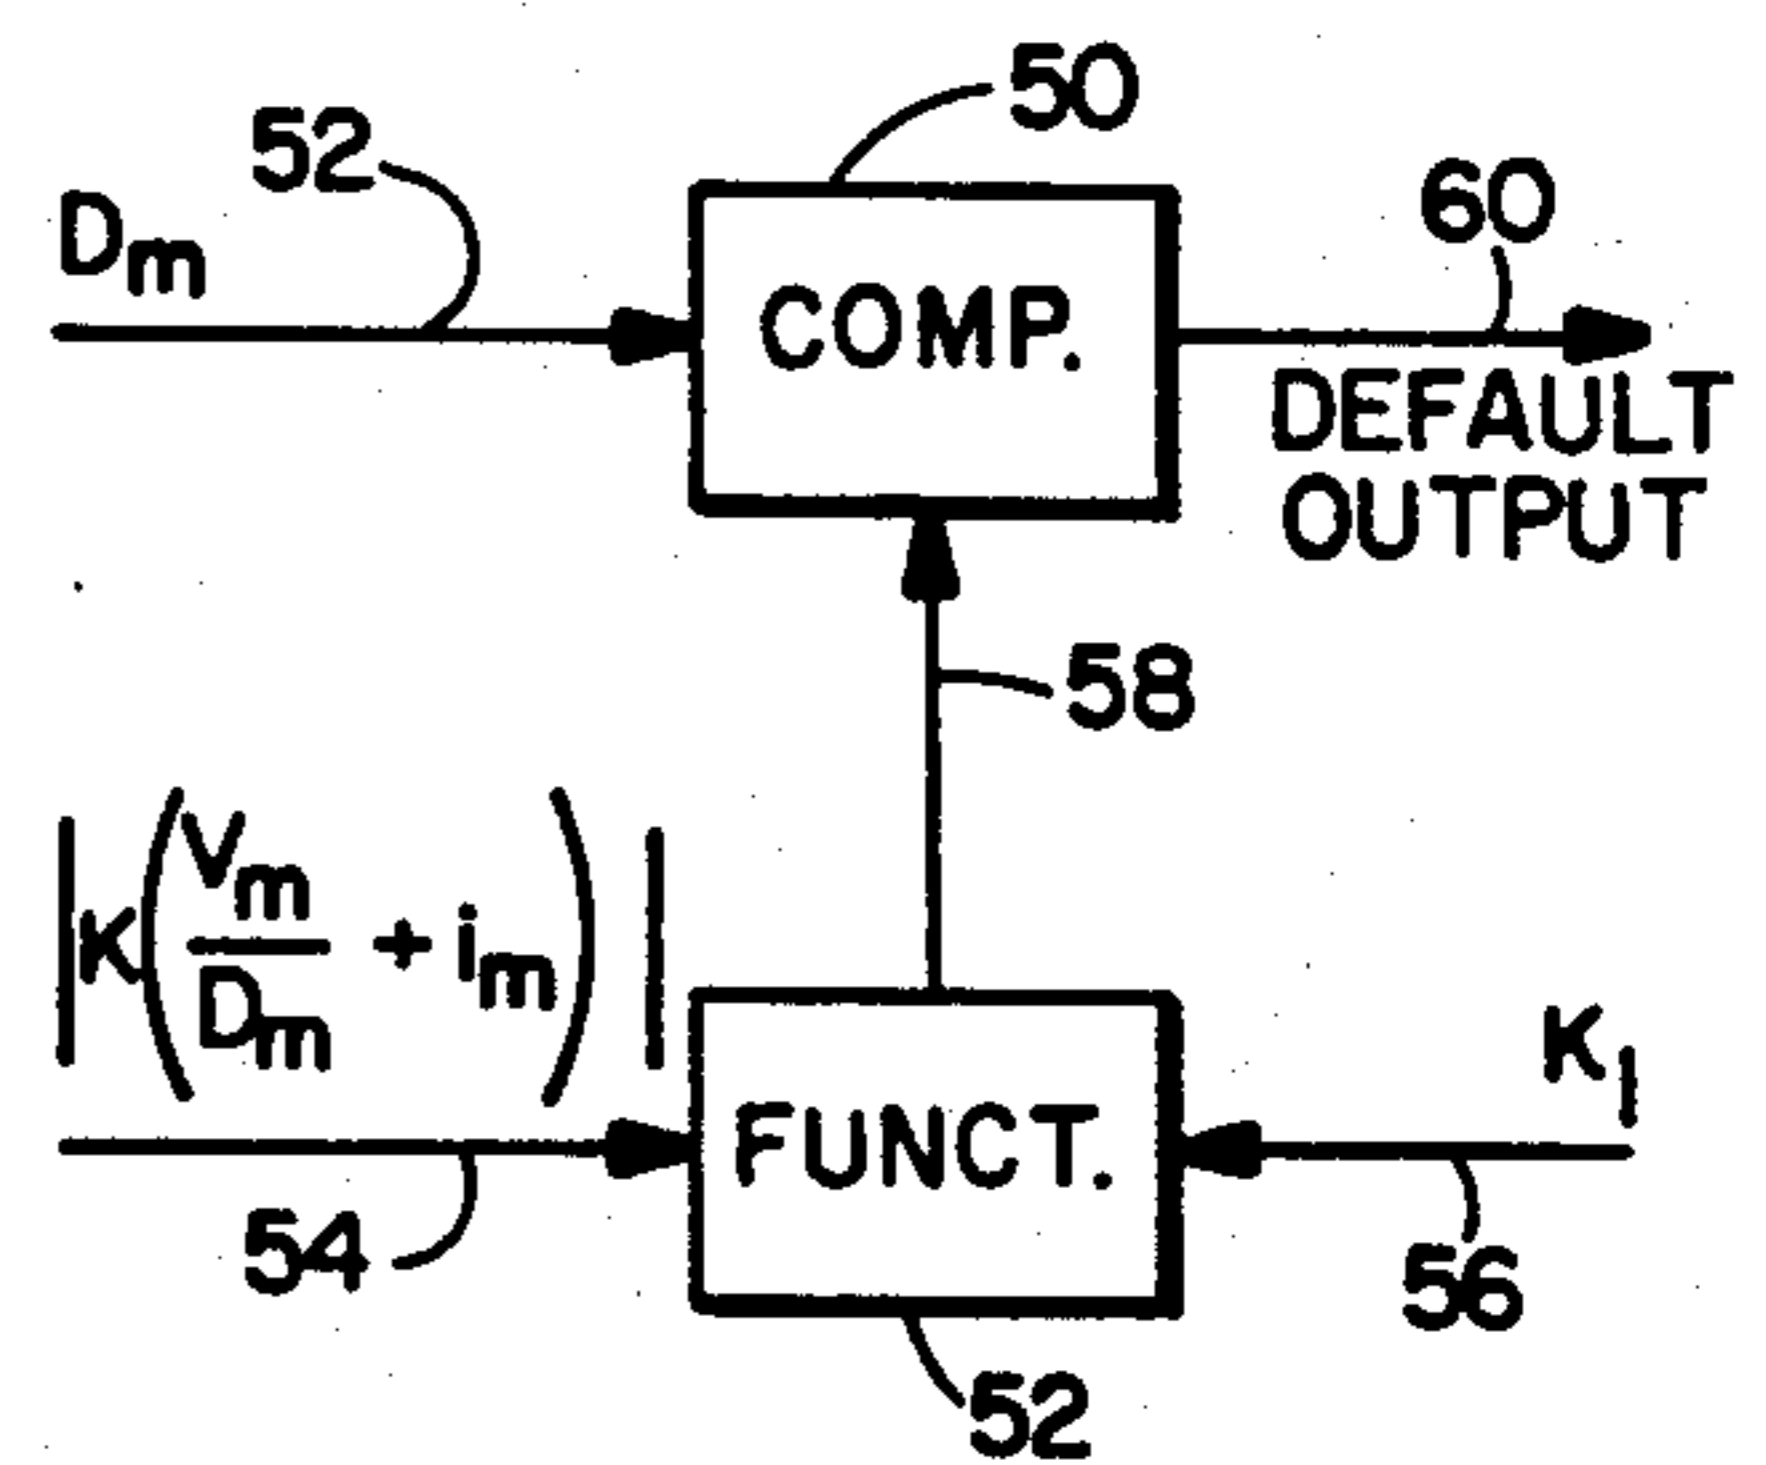 50
52
Dm
60
COMP.
DEFAULT
OUTPUT
58
|K(Vm/Dm + im)|
K1
FUNCT.
54
56
52